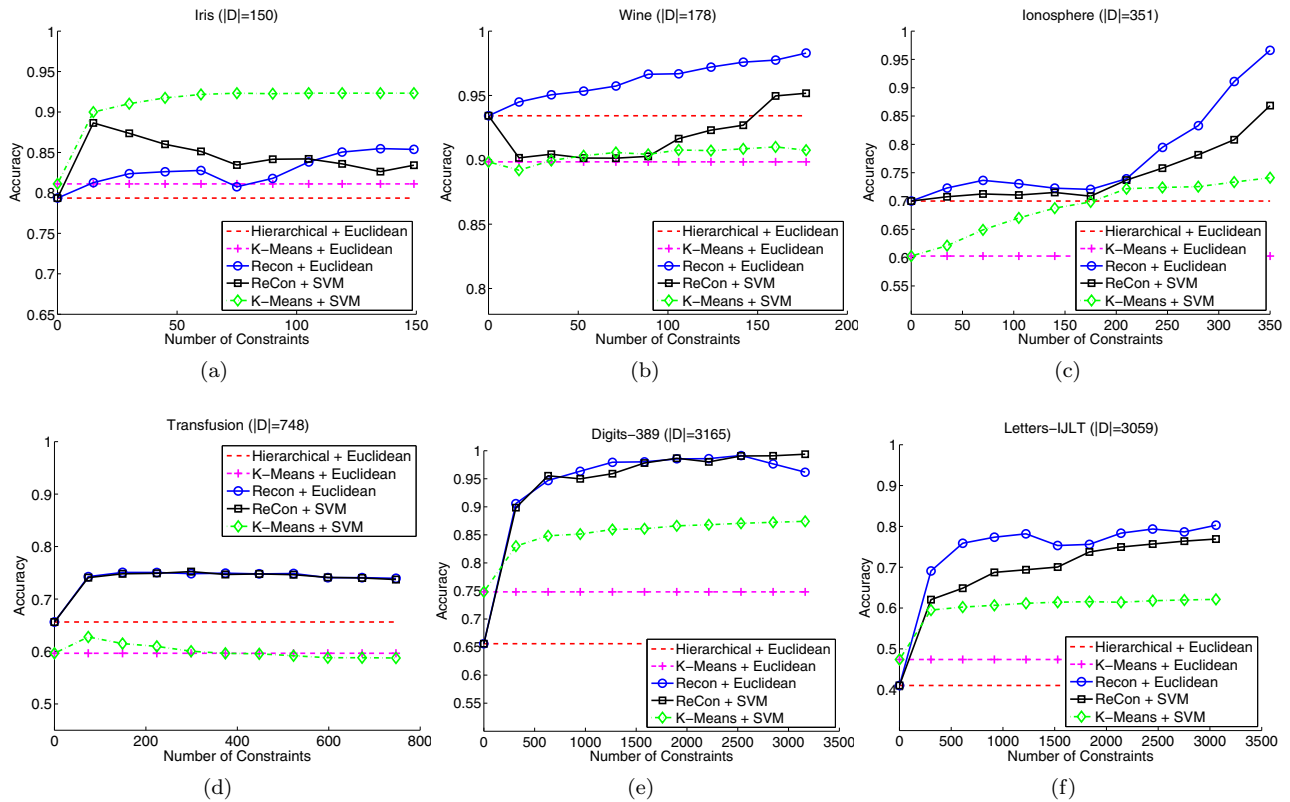 Iris (|D|=150)
1
0.95
0.9
0.85
0.8
0.75
0.7
0.65
Accuracy
Hierarchical + Euclidean
K−Means + Euclidean
Recon + Euclidean
ReCon + SVM
K−Means + SVM
0 50 100 150
Number of Constraints
(a)
Wine (|D|=178)
1
0.95
0.9
0.85
0.8
Accuracy
Hierarchical + Euclidean
K−Means + Euclidean
Recon + Euclidean
ReCon + SVM
K−Means + SVM
0 50 100 150 200
Number of Constraints
(b)
Ionosphere (|D|=351)
1
0.95
0.9
0.85
0.8
0.75
0.7
0.65
0.6
0.55
Accuracy
Hierarchical + Euclidean
K−Means + Euclidean
Recon + Euclidean
ReCon + SVM
K−Means + SVM
0 50 100 150 200 250 300 350
Number of Constraints
(c)
Transfusion (|D|=748)
1
0.9
0.8
0.7
0.6
0.5
Accuracy
Hierarchical + Euclidean
K−Means + Euclidean
Recon + Euclidean
ReCon + SVM
K−Means + SVM
0 200 400 600 800
Number of Constraints
(d)
Digits−389 (|D|=3165)
1
0.95
0.9
0.85
0.8
0.75
0.7
0.65
0.6
0.55
Accuracy
Hierarchical + Euclidean
K−Means + Euclidean
Recon + Euclidean
ReCon + SVM
K−Means + SVM
0 500 1000 1500 2000 2500 3000 3500
Number of Constraints
(e)
Letters−IJLT (|D|=3059)
1
0.9
0.8
0.7
0.6
0.5
0.4
Accuracy
Hierarchical + Euclidean
K−Means + Euclidean
Recon + Euclidean
ReCon + SVM
K−Means + SVM
0 500 1000 1500 2000 2500 3000 3500
Number of Constraints
(f)